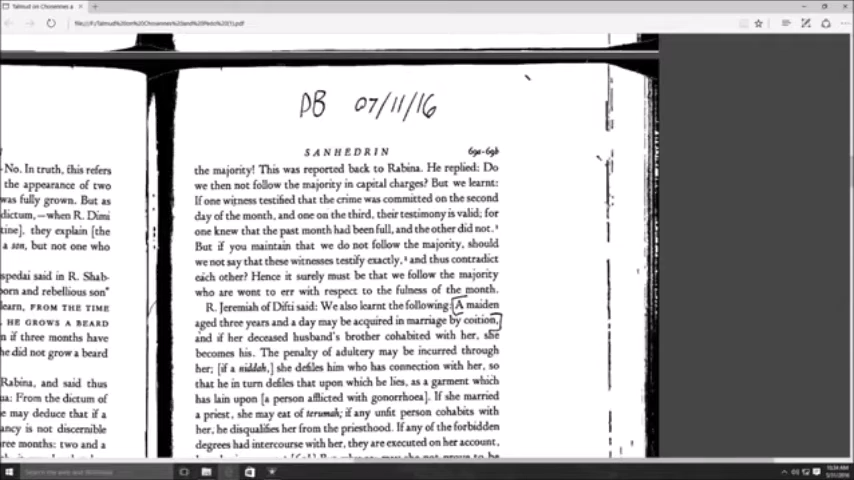 Talmud on Chosenness a
DB 07/11/16
SANHEDRIN 69a-69b
No. In truth, this refers
the appearance of two
was fully grown. But as
dictum,—when R. Dimi
tine], they explain [the
a son, but not one who
spedai said in R. Shab-
orn and rebellious son"
learn, FROM THE TIME
HE GROWS A BEARD
n if three months have
he did not grow a beard
Rabina, and said thus
ua: From the dictum of
e may deduce that if a
ancy is not discernible
ree months: two and a
the majority! This was reported back to Rabina. He replied: Do
we then not follow the majority in capital charges? But we learnt:
If one witness testified that the crime was committed on the second
day of the month, and one on the third, their testimony is valid; for
one knew that the past month had been full, and the other did not.
But if you maintain that we do not follow the majority, should
we not say that these witnesses testify exactly, and thus contradict
each other? Hence it surely must be that we follow the majority
who are wont to err with respect to the fulness of the month.
R. Jeremiah of Difti said: We also learnt the following: A maiden
aged three years and a day may be acquired in marriage by coition,
and if her deceased husband's brother cohabited with her, she
becomes his. The penalty of adultery may be incurred through
her; [if a niddah,] she defiles him who has connection with her, so
that he in turn defiles that upon which he lies, as a garment which
has lain upon [a person afflicted with gonorrhoea]. If she married
a priest, she may eat of terumah; if any unfit person cohabits with
her, he disqualifies her from the priesthood. If any of the forbidden
degrees had intercourse with her, they are executed on her account,
Search the web and Windows
10:34 AM